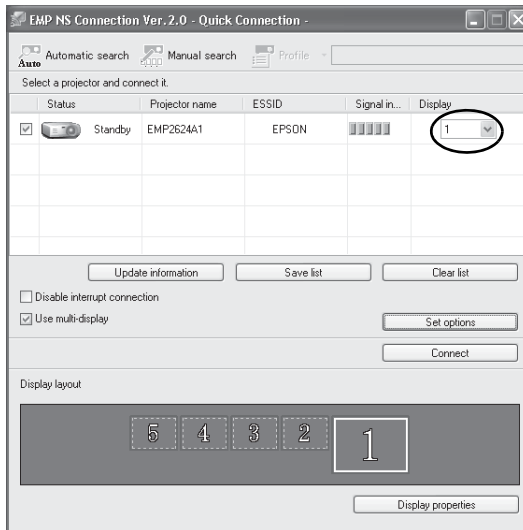 EMP NS Connection Ver.2.0 - Quick Connection -
Auto Automatic search Manual search Profile
Select a projector and connect it.
Status Projector name ESSID Signal in... Display
Standby EMP2624A1 EPSON 1
Update information Save list Clear list
Disable interrupt connection
Use multi-display
Set options
Connect
Display layout
5 4 3 2 1
Display properties